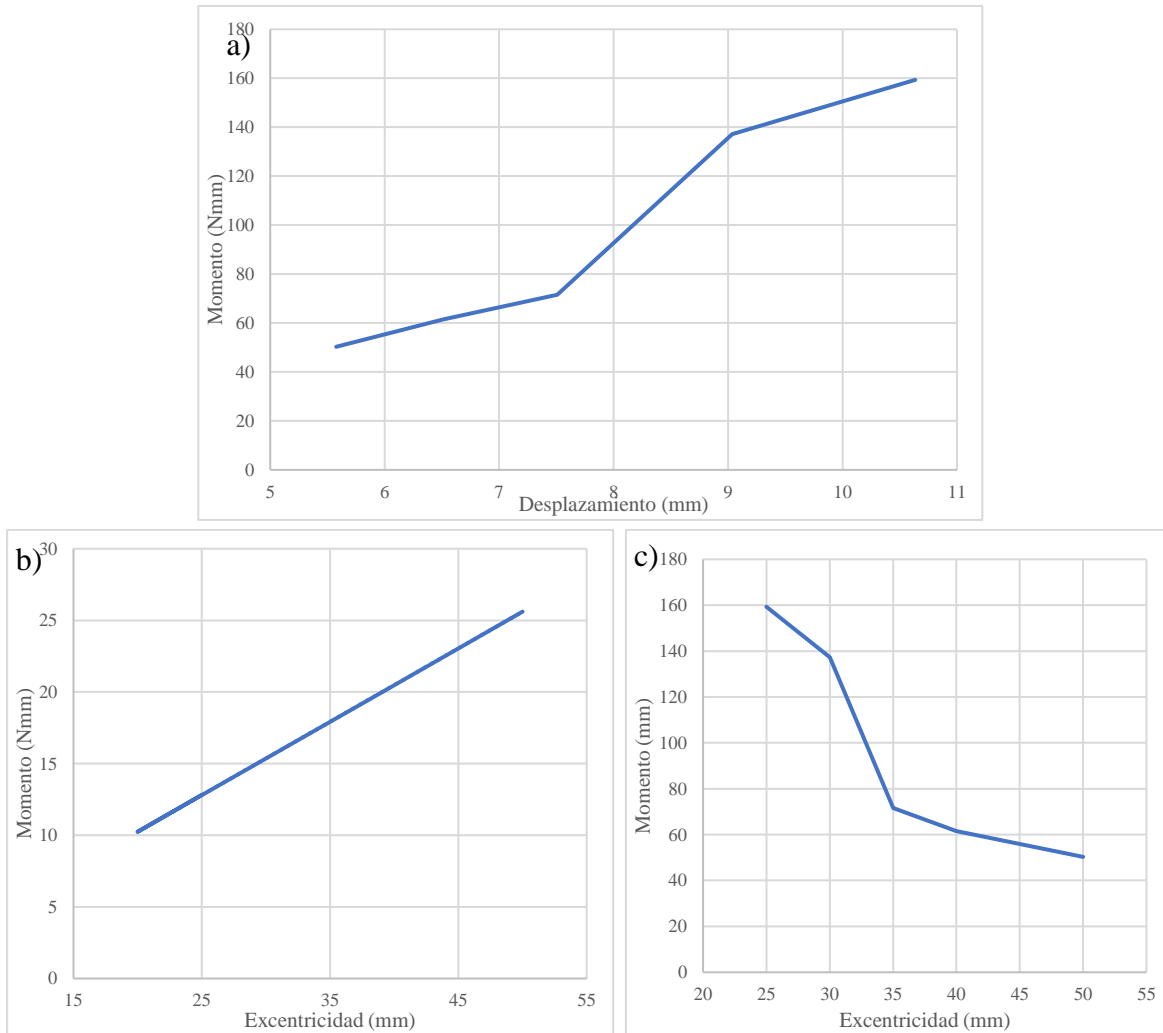 a)
180
160
140
120
100
80
60
40
20
0
Momento (Nmm)
5 6 7 8 9 10 11
Desplazamiento (mm)
b)
30
25
20
15
10
5
0
Momento (Nmm)
15 25 35 45 55
Excentricidad (mm)
c)
180
160
140
120
100
80
60
40
20
0
Momento (mm)
20 25 30 35 40 45 50 55
Excentricidad (mm)